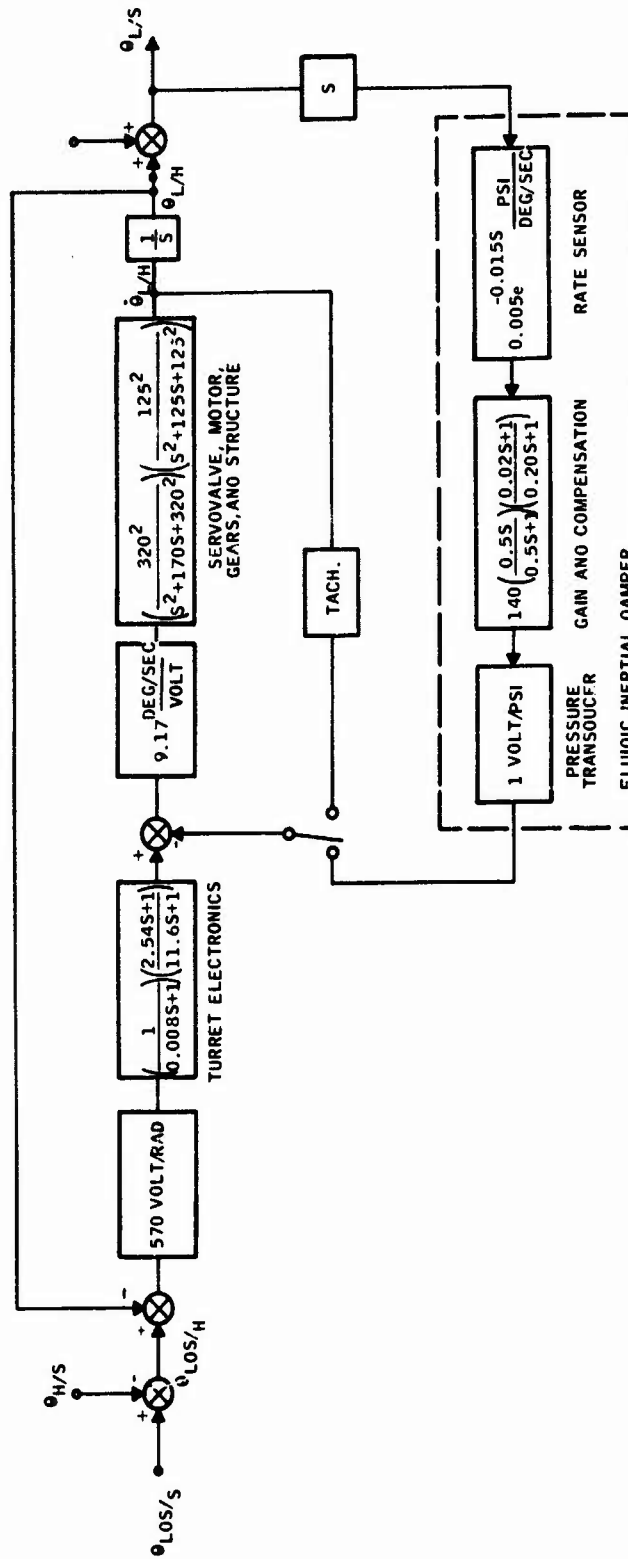 θLOS/S
θH/S
+
-
θLOS/H
+
-
570 VOLT/RAD
(1 / 0.008S+1)(2.54S+1 / 11.6S+1)
TURRET ELECTRONICS
+
-
9.17 DEG/SEC / VOLT
(320² / S²+170S+320²)(125² / S²+125S+125²)
SERVOVALVE, MOTOR,
GEARS, AND STRUCTURE
θ̇L/H
1/S
θL/H
+
+
θL/S
TACH.
S
1 VOLT/PSI
PRESSURE
TRANSOUCER
140(0.5S / 0.5S+1)(0.02S+1 / 0.20S+1)
GAIN ANO COMPENSATION
0.005e^-0.015S PSI / DEG/SEC
RATE SENSOR
FLUOIC INERTIAL OAMPER